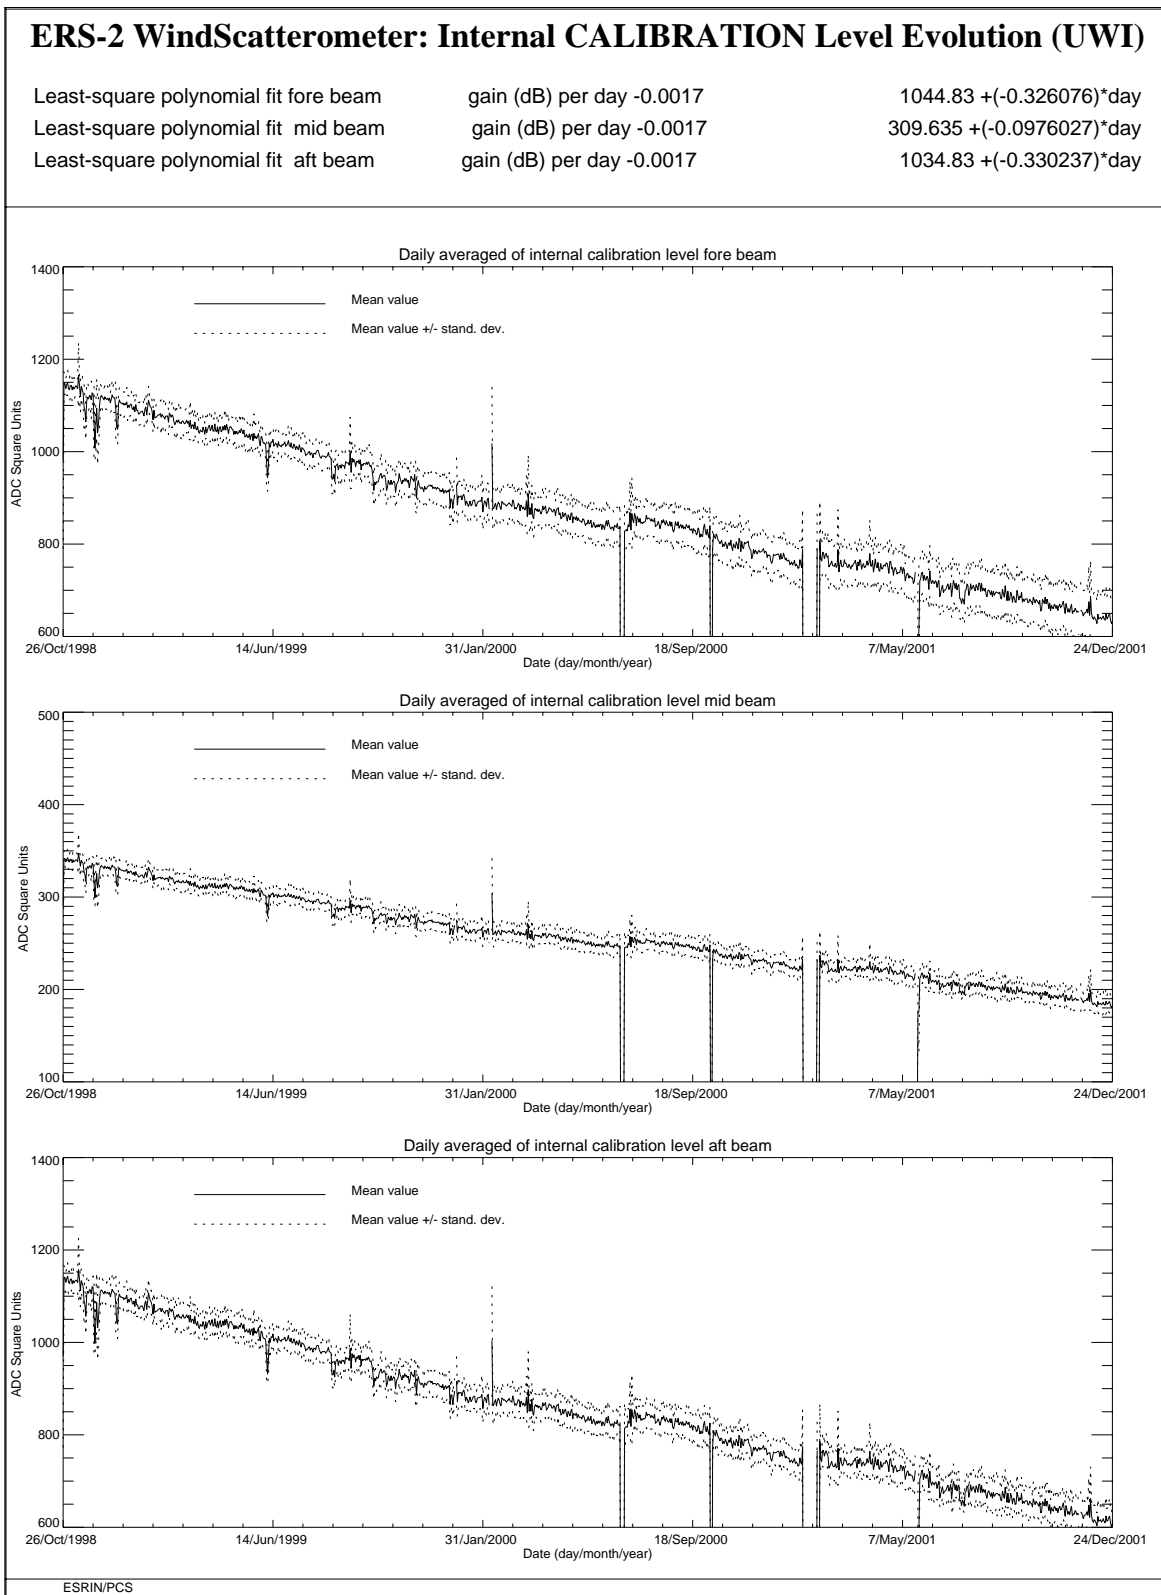 ERS-2 WindScatterometer: Internal CALIBRATION Level Evolution (UWI)
Least-square polynomial fit fore beam gain (dB) per day -0.0017 1044.83 +(-0.326076)*day
Least-square polynomial fit mid beam gain (dB) per day -0.0017 309.635 +(-0.0976027)*day
Least-square polynomial fit aft beam gain (dB) per day -0.0017 1034.83 +(-0.330237)*day
Daily averaged of internal calibration level fore beam
1400
Mean value
Mean value +/- stand. dev.
1200
1000
800
600
ADC Square Units
26/Oct/1998 14/Jun/1999 31/Jan/2000 18/Sep/2000 7/May/2001 24/Dec/2001
Date (day/month/year)
Daily averaged of internal calibration level mid beam
500
Mean value
Mean value +/- stand. dev.
400
300
200
100
ADC Square Units
26/Oct/1998 14/Jun/1999 31/Jan/2000 18/Sep/2000 7/May/2001 24/Dec/2001
Date (day/month/year)
Daily averaged of internal calibration level aft beam
1400
Mean value
Mean value +/- stand. dev.
1200
1000
800
600
ADC Square Units
26/Oct/1998 14/Jun/1999 31/Jan/2000 18/Sep/2000 7/May/2001 24/Dec/2001
Date (day/month/year)
ESRIN/PCS